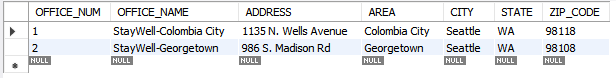 OFFICE_NUM OFFICE_NAME ADDRESS AREA CITY STATE ZIP_CODE
1 StayWell-Colombia City 1135 N. Wells Avenue Colombia City Seattle WA 98118
2 StayWell-Georgetown 986 S. Madison Rd Georgetown Seattle WA 98108
NULL NULL NULL NULL NULL NULL NULL